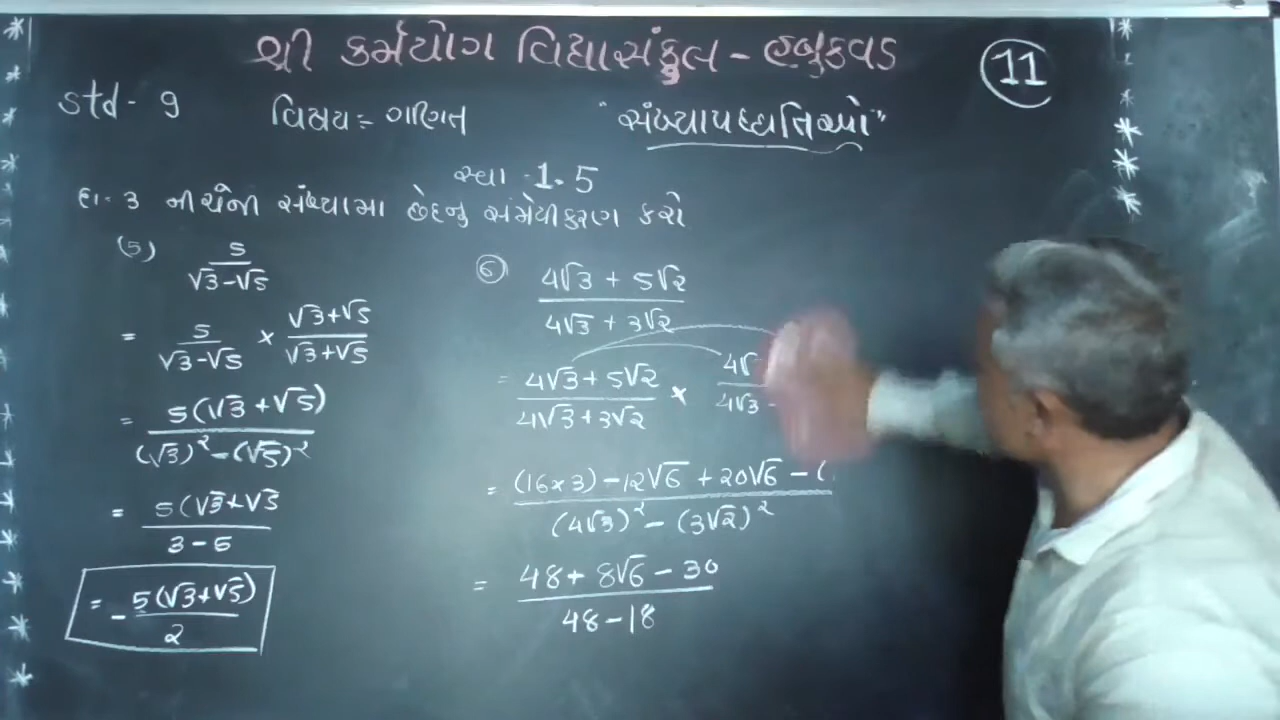 શ્રી કર્મયોગ વિદ્યાસંકુલ - હબુકવડ
11
Std - 9 વિષય:- ગણિત "સંખ્યાપધ્ધતિઓ"
સ્વા - 1.5
દા. 3 નીચેની સંખ્યામા છેદનુ સંમેયીકરણ કરો
(5) 5 / (√3-√5)
= 5 / (√3-√5) × (√3+√5) / (√3+√5)
= 5(√3+√5) / ((√3)² - (√5)²)
= 5(√3+√5 / (3-5)
= - 5(√3+√5) / 2
6 (4√3 + 5√2) / (4√3 + 3√2)
= (4√3+5√2) / (4√3+3√2) × 4√ / 4√3 -
= (16×3) - 12√6 + 20√6 - ( / (4√3)² - (3√2)²
= (48 + 8√6 - 30) / (48-18)